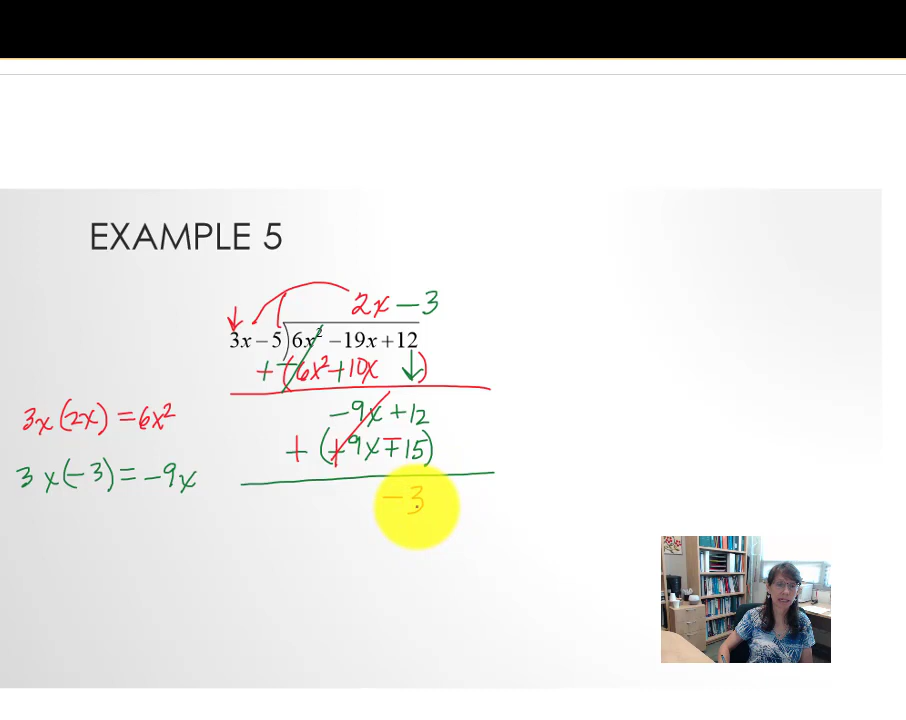 EXAMPLE 5
2x - 3
3x - 5)6x² - 19x + 12
+ (-6x² + 10x ↓)
-9x + 12
+ (+9x ∓ 15)
-3
3x(2x) = 6x²
3x(-3) = -9x